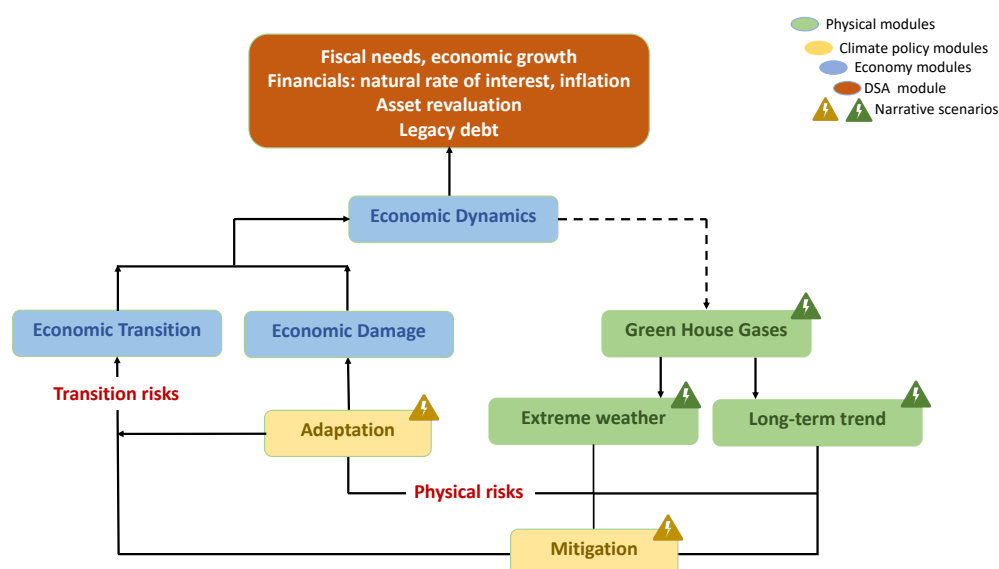 Physical modules
Climate policy modules
Economy modules
DSA module
Narrative scenarios
Fiscal needs, economic growth
Financials: natural rate of interest, inflation
Asset revaluation
Legacy debt
Economic Dynamics
Economic Transition
Economic Damage
Green House Gases
Transition risks
Adaptation
Extreme weather
Long-term trend
Physical risks
Mitigation